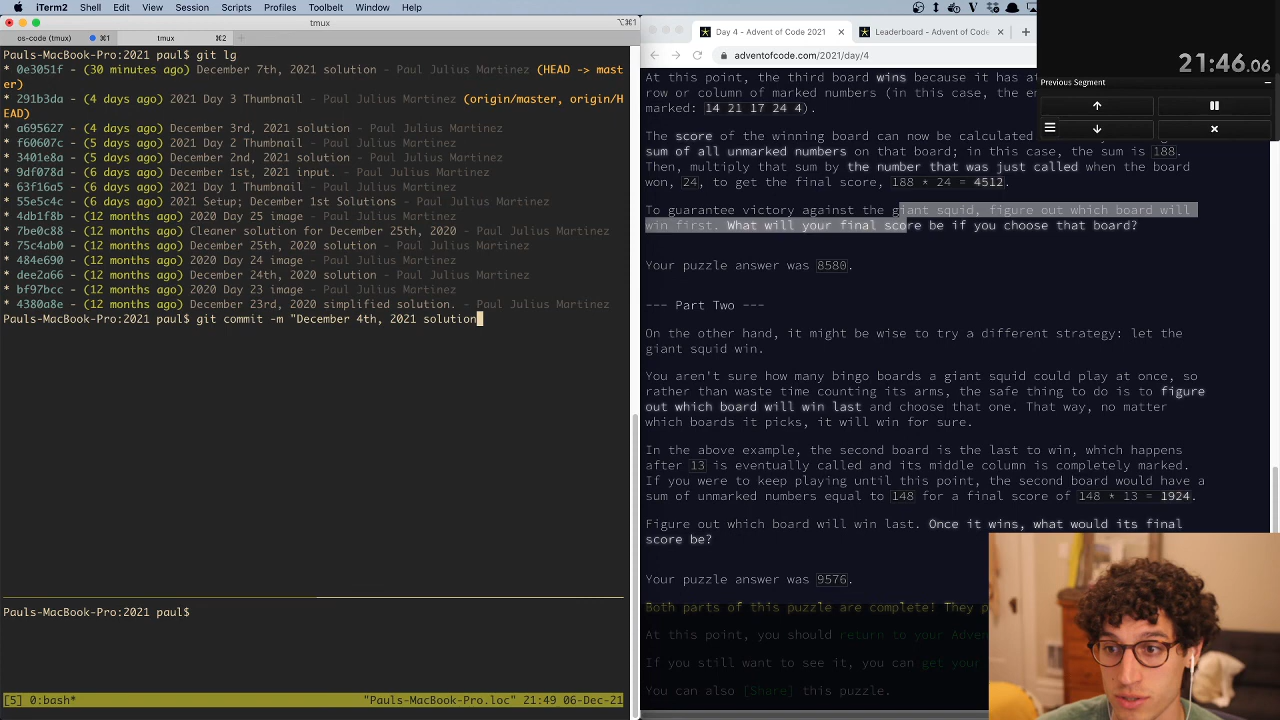 iTerm2 Shell Edit View Session Scripts Profiles Toolbelt Window Help
tmux
⌥⌘1
os-code (tmux) ⌘1
tmux ⌘2
Pauls-MacBook-Pro:2021 paul$ git lg
* 0e3051f - (30 minutes ago) December 7th, 2021 solution - Paul Julius Martinez (HEAD -> mast
er)
* 291b3da - (4 days ago) 2021 Day 3 Thumbnail - Paul Julius Martinez (origin/master, origin/H
EAD)
* a695627 - (4 days ago) December 3rd, 2021 solution - Paul Julius Martinez
* f60607c - (5 days ago) 2021 Day 2 Thumbnail - Paul Julius Martinez
* 3401e8a - (5 days ago) December 2nd, 2021 solution - Paul Julius Martinez
* 9df078d - (6 days ago) December 1st, 2021 input. - Paul Julius Martinez
* 63f16a5 - (6 days ago) 2021 Day 1 Thumbnail - Paul Julius Martinez
* 55e5c4c - (6 days ago) 2021 Setup; December 1st Solutions - Paul Julius Martinez
* 4db1f8b - (12 months ago) 2020 Day 25 image - Paul Julius Martinez
* 7be0c88 - (12 months ago) Cleaner solution for December 25th, 2020 - Paul Julius Martinez
* 75c4ab0 - (12 months ago) December 25th, 2020 solution - Paul Julius Martinez
* 484e690 - (12 months ago) 2020 Day 24 image - Paul Julius Martinez
* dee2a66 - (12 months ago) December 24th, 2020 solution - Paul Julius Martinez
* bf97bcc - (12 months ago) 2020 Day 23 image - Paul Julius Martinez
* 4380a8e - (12 months ago) December 23rd, 2020 simplified solution. - Paul Julius Martinez
Pauls-MacBook-Pro:2021 paul$ git commit -m "December 4th, 2021 solution
Pauls-MacBook-Pro:2021 paul$
[5] 0:bash* "Pauls-MacBook-Pro.loc" 21:49 06-Dec-21
Day 4 - Advent of Code 2021
Leaderboard - Advent of Code
adventofcode.com/2021/day/4
21:46.06
Previous Segment
At this point, the third board wins because it has at
row or column of marked numbers (in this case, the en
marked: 14 21 17 24 4).
The score of the winning board can now be calculated
sum of all unmarked numbers on that board; in this case, the sum is 188.
Then, multiply that sum by the number that was just called when the board
won, 24, to get the final score, 188 * 24 = 4512.
To guarantee victory against the giant squid, figure out which board will
win first. What will your final score be if you choose that board?
Your puzzle answer was 8580.
--- Part Two ---
On the other hand, it might be wise to try a different strategy: let the
giant squid win.
You aren't sure how many bingo boards a giant squid could play at once, so
rather than waste time counting its arms, the safe thing to do is to figure
out which board will win last and choose that one. That way, no matter
which boards it picks, it will win for sure.
In the above example, the second board is the last to win, which happens
after 13 is eventually called and its middle column is completely marked.
If you were to keep playing until this point, the second board would have a
sum of unmarked numbers equal to 148 for a final score of 148 * 13 = 1924.
Figure out which board will win last. Once it wins, what would its final
score be?
Your puzzle answer was 9576.
Both parts of this puzzle are complete! They p
At this point, you should return to your Adven
If you still want to see it, you can get your
You can also [Share] this puzzle.